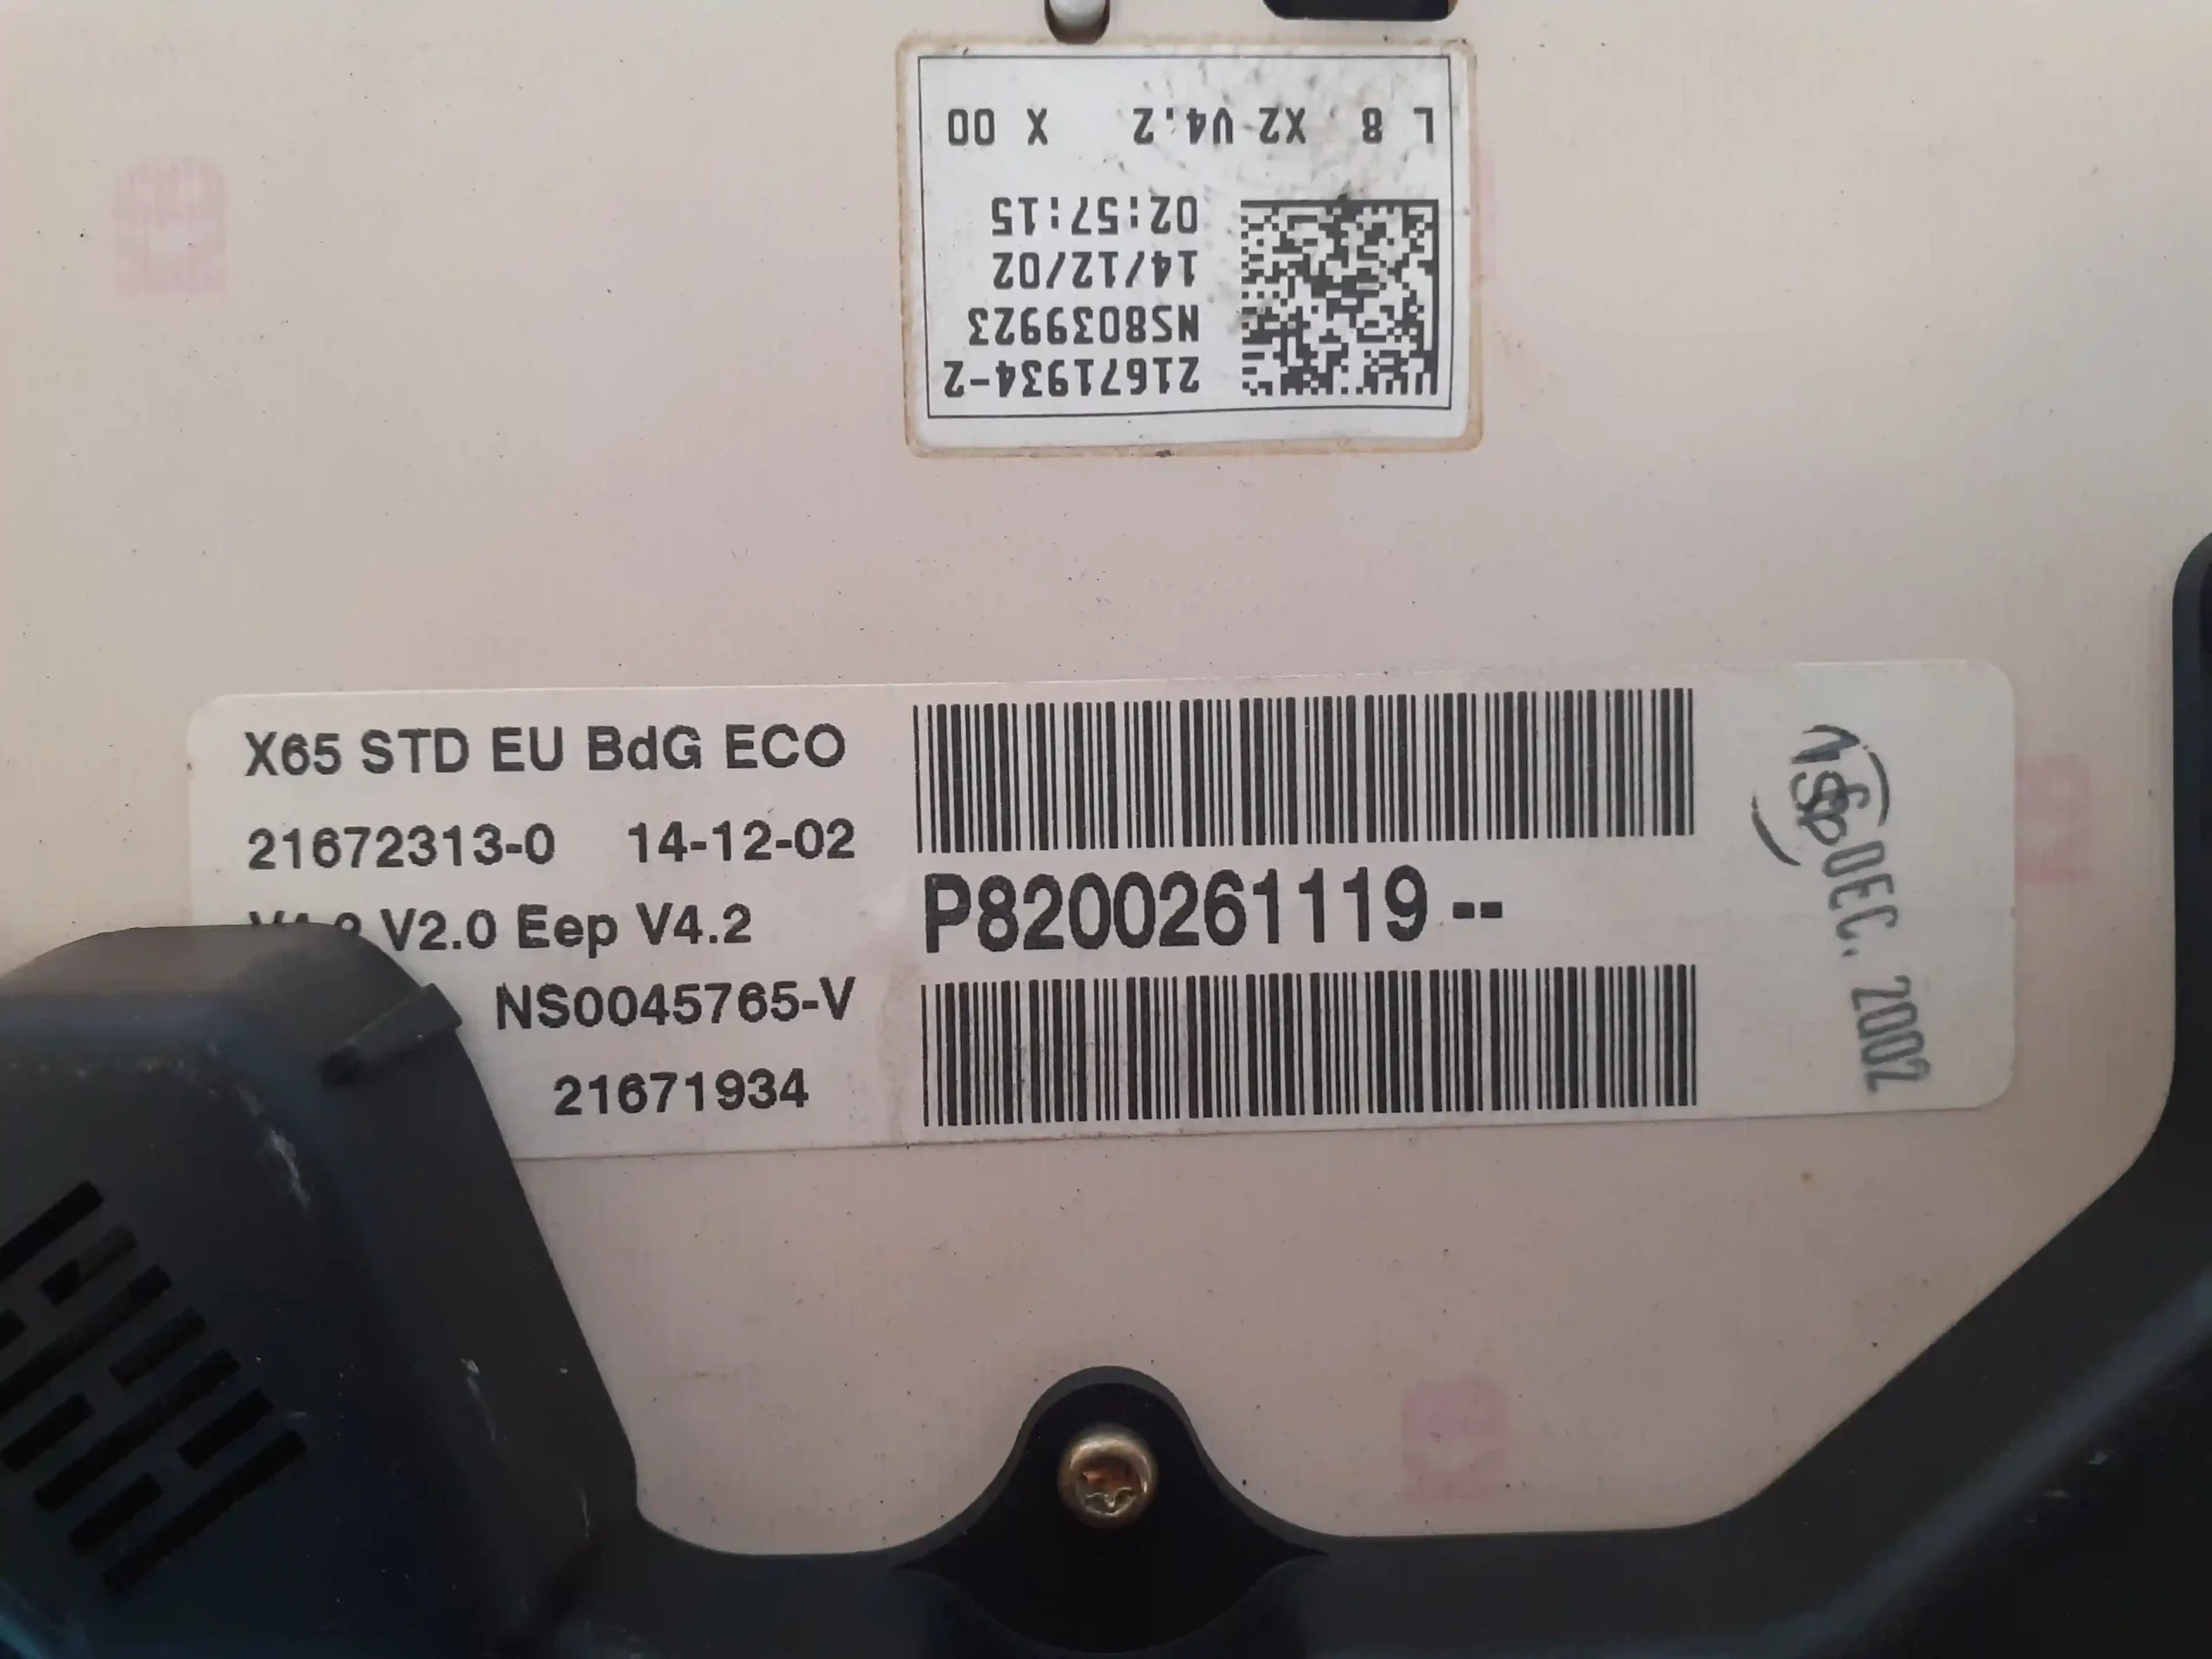 L 8 X2 V4.2 X 00
02:57:15
14/12/02
NS8039923
21671934-2
X65 STD EU BdG ECO
21672313-0 14-12-02
V2.0 Eep V4.2
NS0045765-V
21671934
P8200261119--
DEC. 2002